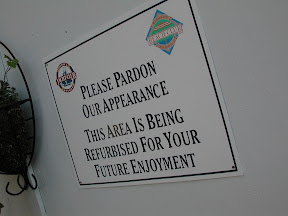 PLEASE PARDON
OUR APPEARANCE
THIS AREA IS BEING
REFURBISED FOR YOUR
FUTURE ENJOYMENT